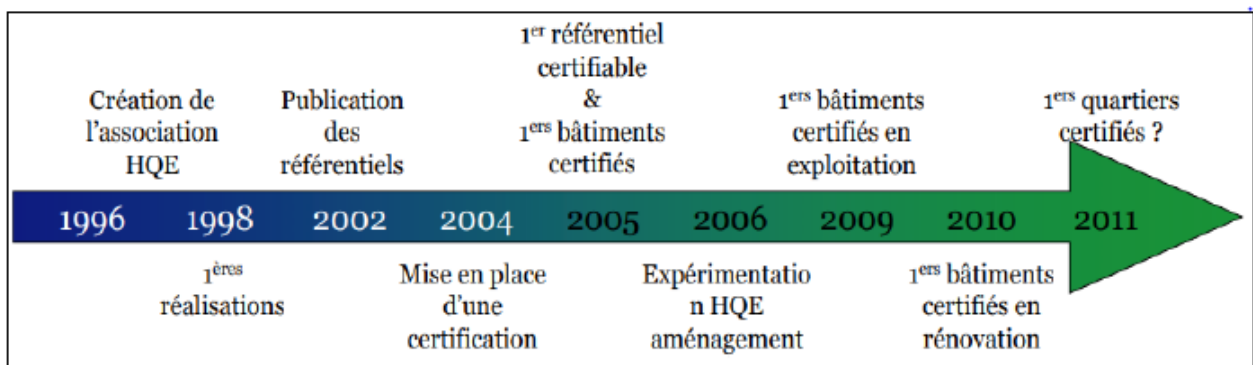 Création de
l'association
HQE
Publication
des
référentiels
1er référentiel
certifiable
&
1ers bâtiments
certifiés
1ers bâtiments
certifiés en
exploitation
1ers quartiers
certifiés ?
1996 1998 2002 2004 2005 2006 2009 2010 2011
1ères
réalisations
Mise en place
d'une
certification
Expérimentatio
n HQE
aménagement
1ers bâtiments
certifiés en
rénovation